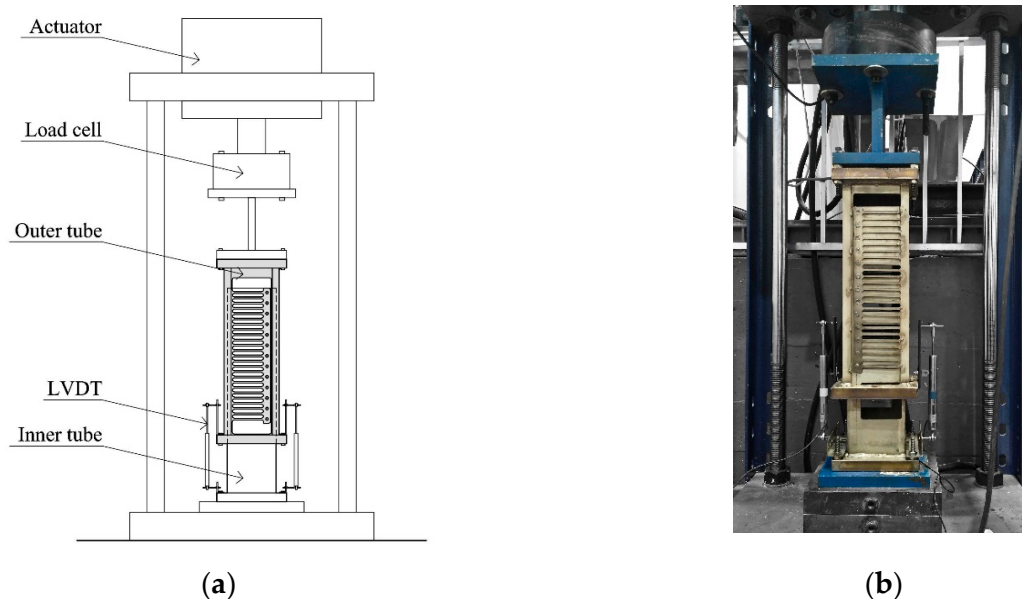 Actuator
Load cell
Outer tube
LVDT
Inner tube
(a)
(b)